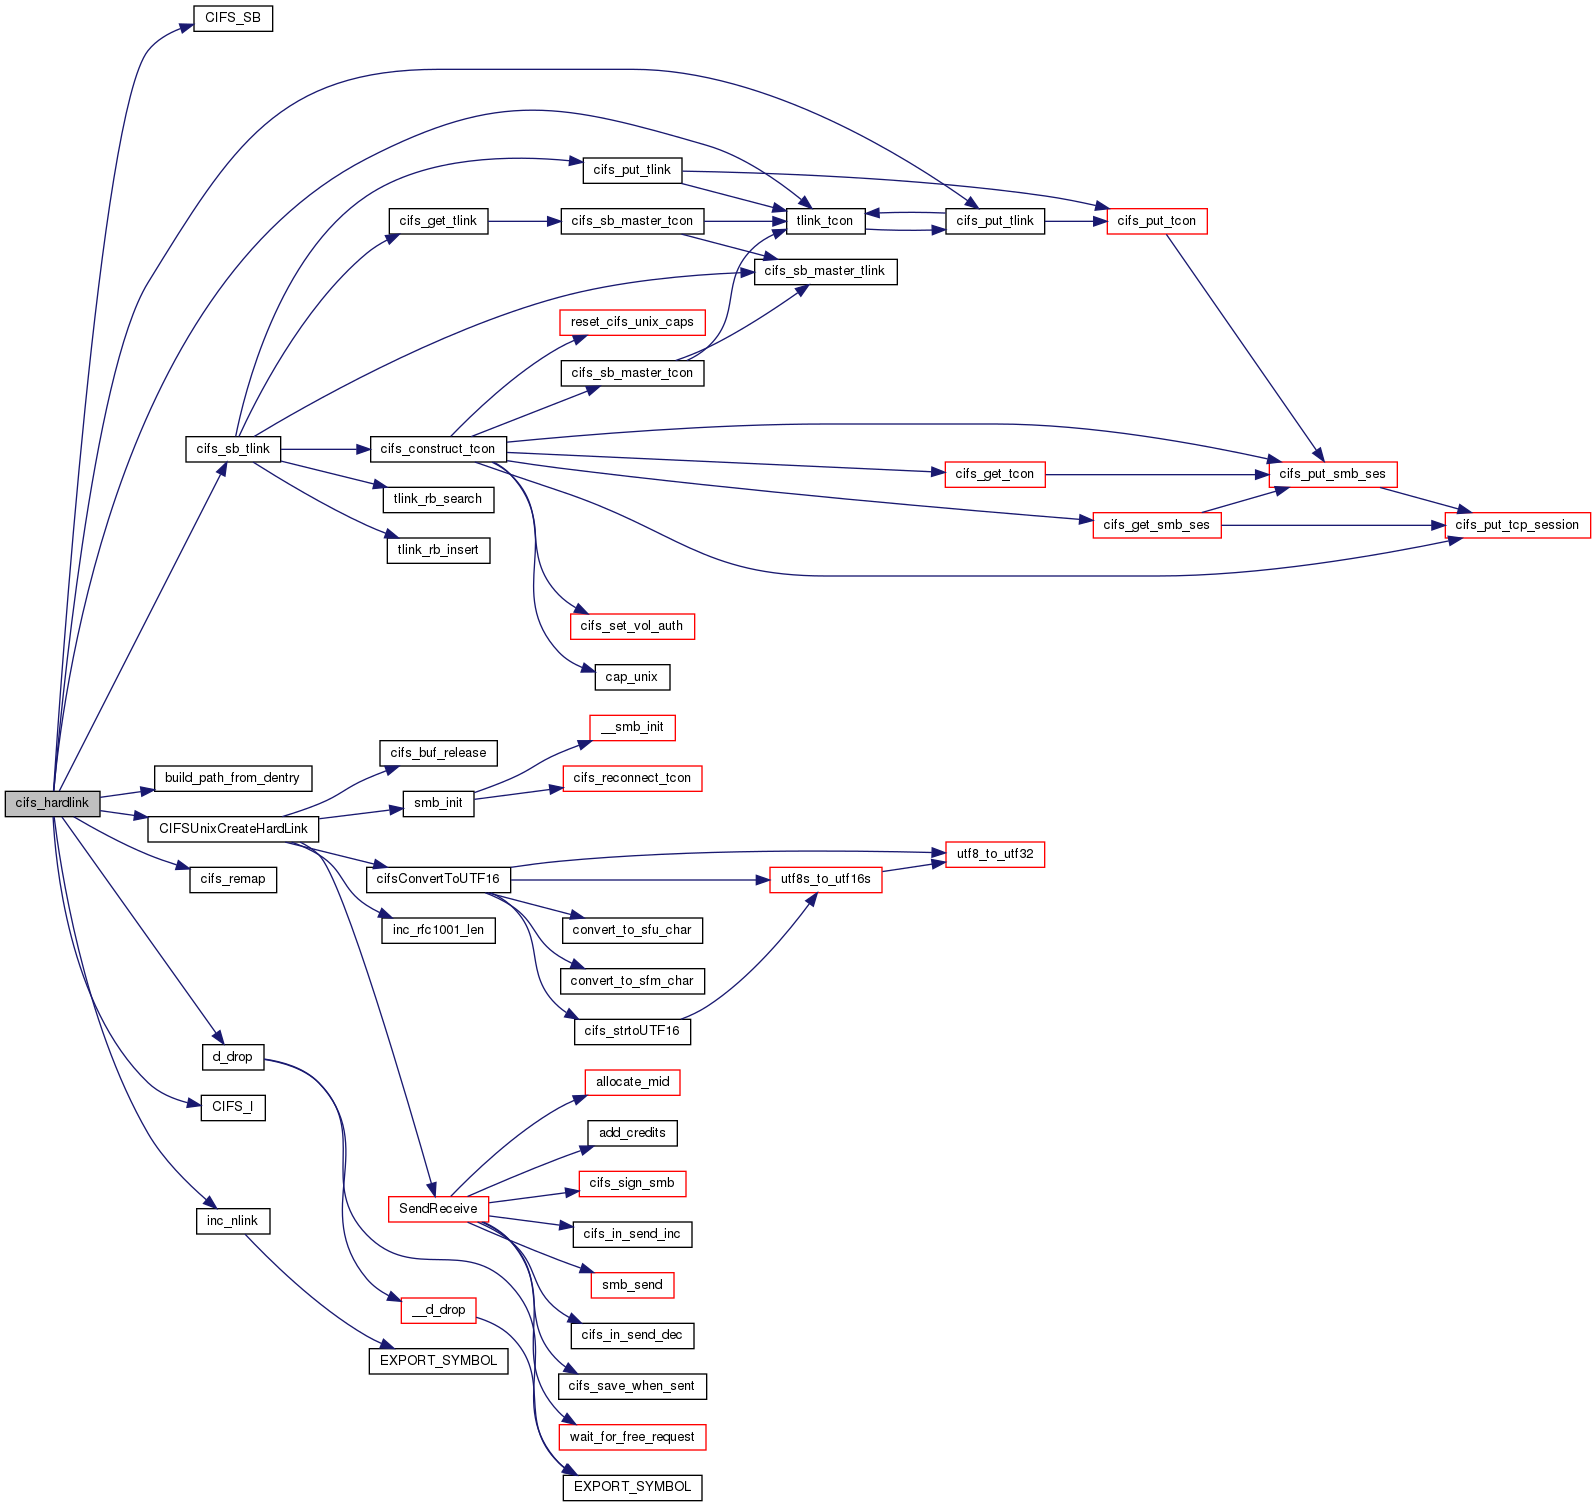 CIFS_SB
cifs_put_tlink
cifs_get_tlink
cifs_sb_master_tcon
tlink_tcon
cifs_put_tlink
cifs_put_tcon
cifs_sb_master_tlink
reset_cifs_unix_caps
cifs_sb_master_tcon
cifs_sb_tlink
cifs_construct_tcon
cifs_get_tcon
cifs_put_smb_ses
tlink_rb_search
cifs_get_smb_ses
cifs_put_tcp_session
tlink_rb_insert
cifs_set_vol_auth
cap_unix
__smb_init
cifs_buf_release
build_path_from_dentry
cifs_reconnect_tcon
cifs_hardlink
smb_init
CIFSUnixCreateHardLink
utf8_to_utf32
cifs_remap
cifsConvertToUTF16
utf8s_to_utf16s
inc_rfc1001_len
convert_to_sfu_char
convert_to_sfm_char
cifs_strtoUTF16
d_drop
allocate_mid
CIFS_I
add_credits
cifs_sign_smb
SendReceive
inc_nlink
cifs_in_send_inc
smb_send
__d_drop
cifs_in_send_dec
EXPORT_SYMBOL
cifs_save_when_sent
wait_for_free_request
EXPORT_SYMBOL